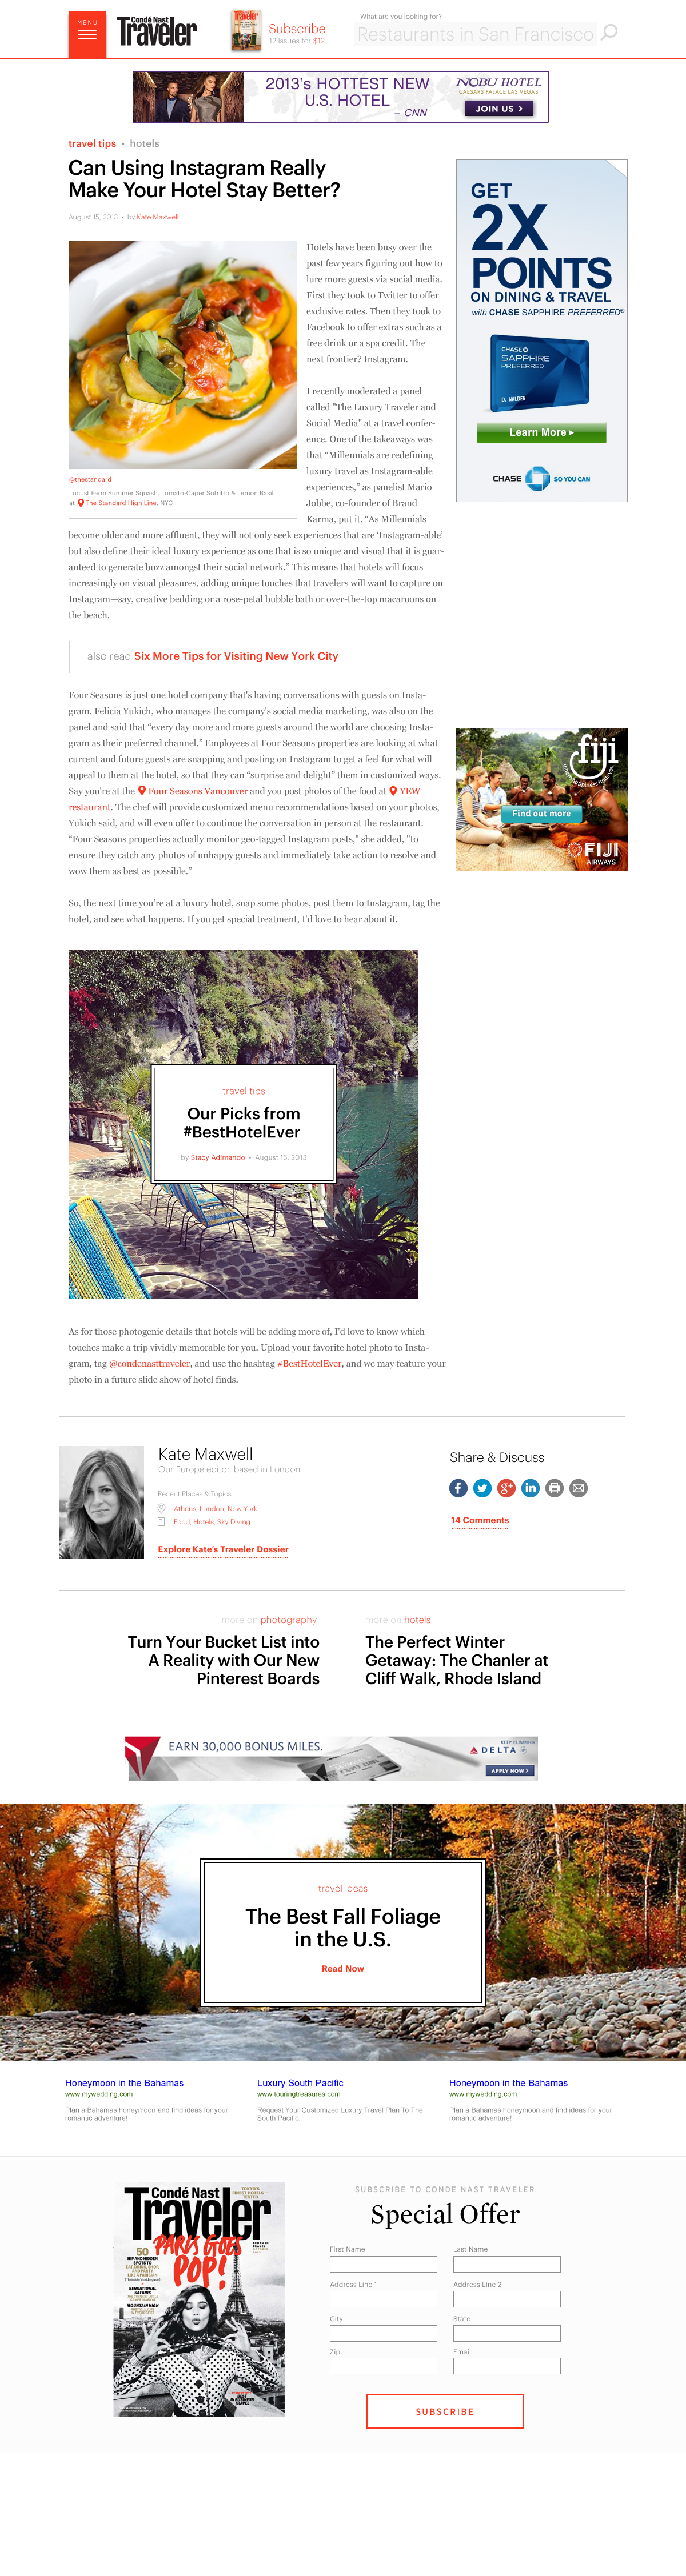 MENU
Condé Nast
Traveler
Subscribe
12 issues for $12
What are you looking for?
Restaurants in San Francisco
2013's HOTTEST NEW
U.S. HOTEL
– CNN
NOBU HOTEL
CAESARS PALACE LAS VEGAS
JOIN US >
travel tips • hotels
Can Using Instagram Really
Make Your Hotel Stay Better?
August 15, 2013 • by Kate Maxwell
Hotels have been busy over the
past few years figuring out how to
lure more guests via social media.
First they took to Twitter to offer
exclusive rates. Then they took to
Facebook to offer extras such as a
free drink or a spa credit. The
next frontier? Instagram.
I recently moderated a panel
called "The Luxury Traveler and
Social Media" at a travel confer-
ence. One of the takeaways was
that “Millennials are redefining
luxury travel as Instagram-able
experiences,” as panelist Mario
Jobbe, co-founder of Brand
Karma, put it. “As Millennials
@thestandard
Locust Farm Summer Squash, Tomato-Caper Sofritto & Lemon Basil
at The Standard High Line, NYC
become older and more affluent, they will not only seek experiences that are ‘Instagram-able’
but also define their ideal luxury experience as one that is so unique and visual that it is guar-
anteed to generate buzz amongst their social network.” This means that hotels will focus
increasingly on visual pleasures, adding unique touches that travelers will want to capture on
Instagram—say, creative bedding or a rose-petal bubble bath or over-the-top macaroons on
the beach.
GET
2X
POINTS
ON DINING & TRAVEL
with CHASE SAPPHIRE PREFERRED®
CHASE
SAPPHIRE
PREFERRED
D. WALDEN
Learn More
CHASE SO YOU CAN
also read Six More Tips for Visiting New York City
Four Seasons is just one hotel company that's having conversations with guests on Insta-
gram. Felicia Yukich, who manages the company's social media marketing, was also on the
panel and said that “every day more and more guests around the world are choosing Insta-
gram as their preferred channel.” Employees at Four Seasons properties are looking at what
current and future guests are snapping and posting on Instagram to get a feel for what will
appeal to them at the hotel, so that they can “surprise and delight” them in customized ways.
Say you're at the Four Seasons Vancouver and you post photos of the food at YEW
restaurant. The chef will provide customized menu recommendations based on your photos,
Yukich said, and will even offer to continue the conversation in person at the restaurant.
“Four Seasons properties actually monitor geo-tagged Instagram posts,” she added, "to
ensure they catch any photos of unhappy guests and immediately take action to resolve and
wow them as best as possible.”
So, the next time you're at a luxury hotel, snap some photos, post them to Instagram, tag the
hotel, and see what happens. If you get special treatment, I'd love to hear about it.
fiji
Find out more
FIJI
AIRWAYS
travel tips
Our Picks from
#BestHotelEver
by Stacy Adimando • August 15, 2013
As for those photogenic details that hotels will be adding more of, I'd love to know which
touches make a trip vividly memorable for you. Upload your favorite hotel photo to Insta-
gram, tag @condenasttraveler, and use the hashtag #BestHotelEver, and we may feature your
photo in a future slide show of hotel finds.
Kate Maxwell
Our Europe editor, based in London
Recent Places & Topics
Athens, London, New York
Food, Hotels, Sky Diving
Explore Kate's Traveler Dossier
Share & Discuss
14 Comments
more on photography
Turn Your Bucket List into
A Reality with Our New
Pinterest Boards
more on hotels
The Perfect Winter
Getaway: The Chanler at
Cliff Walk, Rhode Island
EARN 30,000 BONUS MILES.
KEEP CLIMBING
DELTA
APPLY NOW >
travel ideas
The Best Fall Foliage
in the U.S.
Read Now
Honeymoon in the Bahamas
www.mywedding.com
Plan a Bahamas honeymoon and find ideas for your
romantic adventure!
Luxury South Pacific
www.touringtreasures.com
Request Your Customized Luxury Travel Plan To The
South Pacific.
Honeymoon in the Bahamas
www.mywedding.com
Plan a Bahamas honeymoon and find ideas for your
romantic adventure!
Condé Nast
Traveler
PARIS GOES
POP!
50
HIP AND HIDDEN
SPOTS TO
EAT, DRINK, SHOP
AND PARTY
LIKE A PARISIAN
SENSATIONAL
SAFARIS
MOUNTAIN HIGH
SUBSCRIBE TO CONDE NAST TRAVELER
Special Offer
First Name
Last Name
Address Line 1
Address Line 2
City
State
Zip
Email
SUBSCRIBE